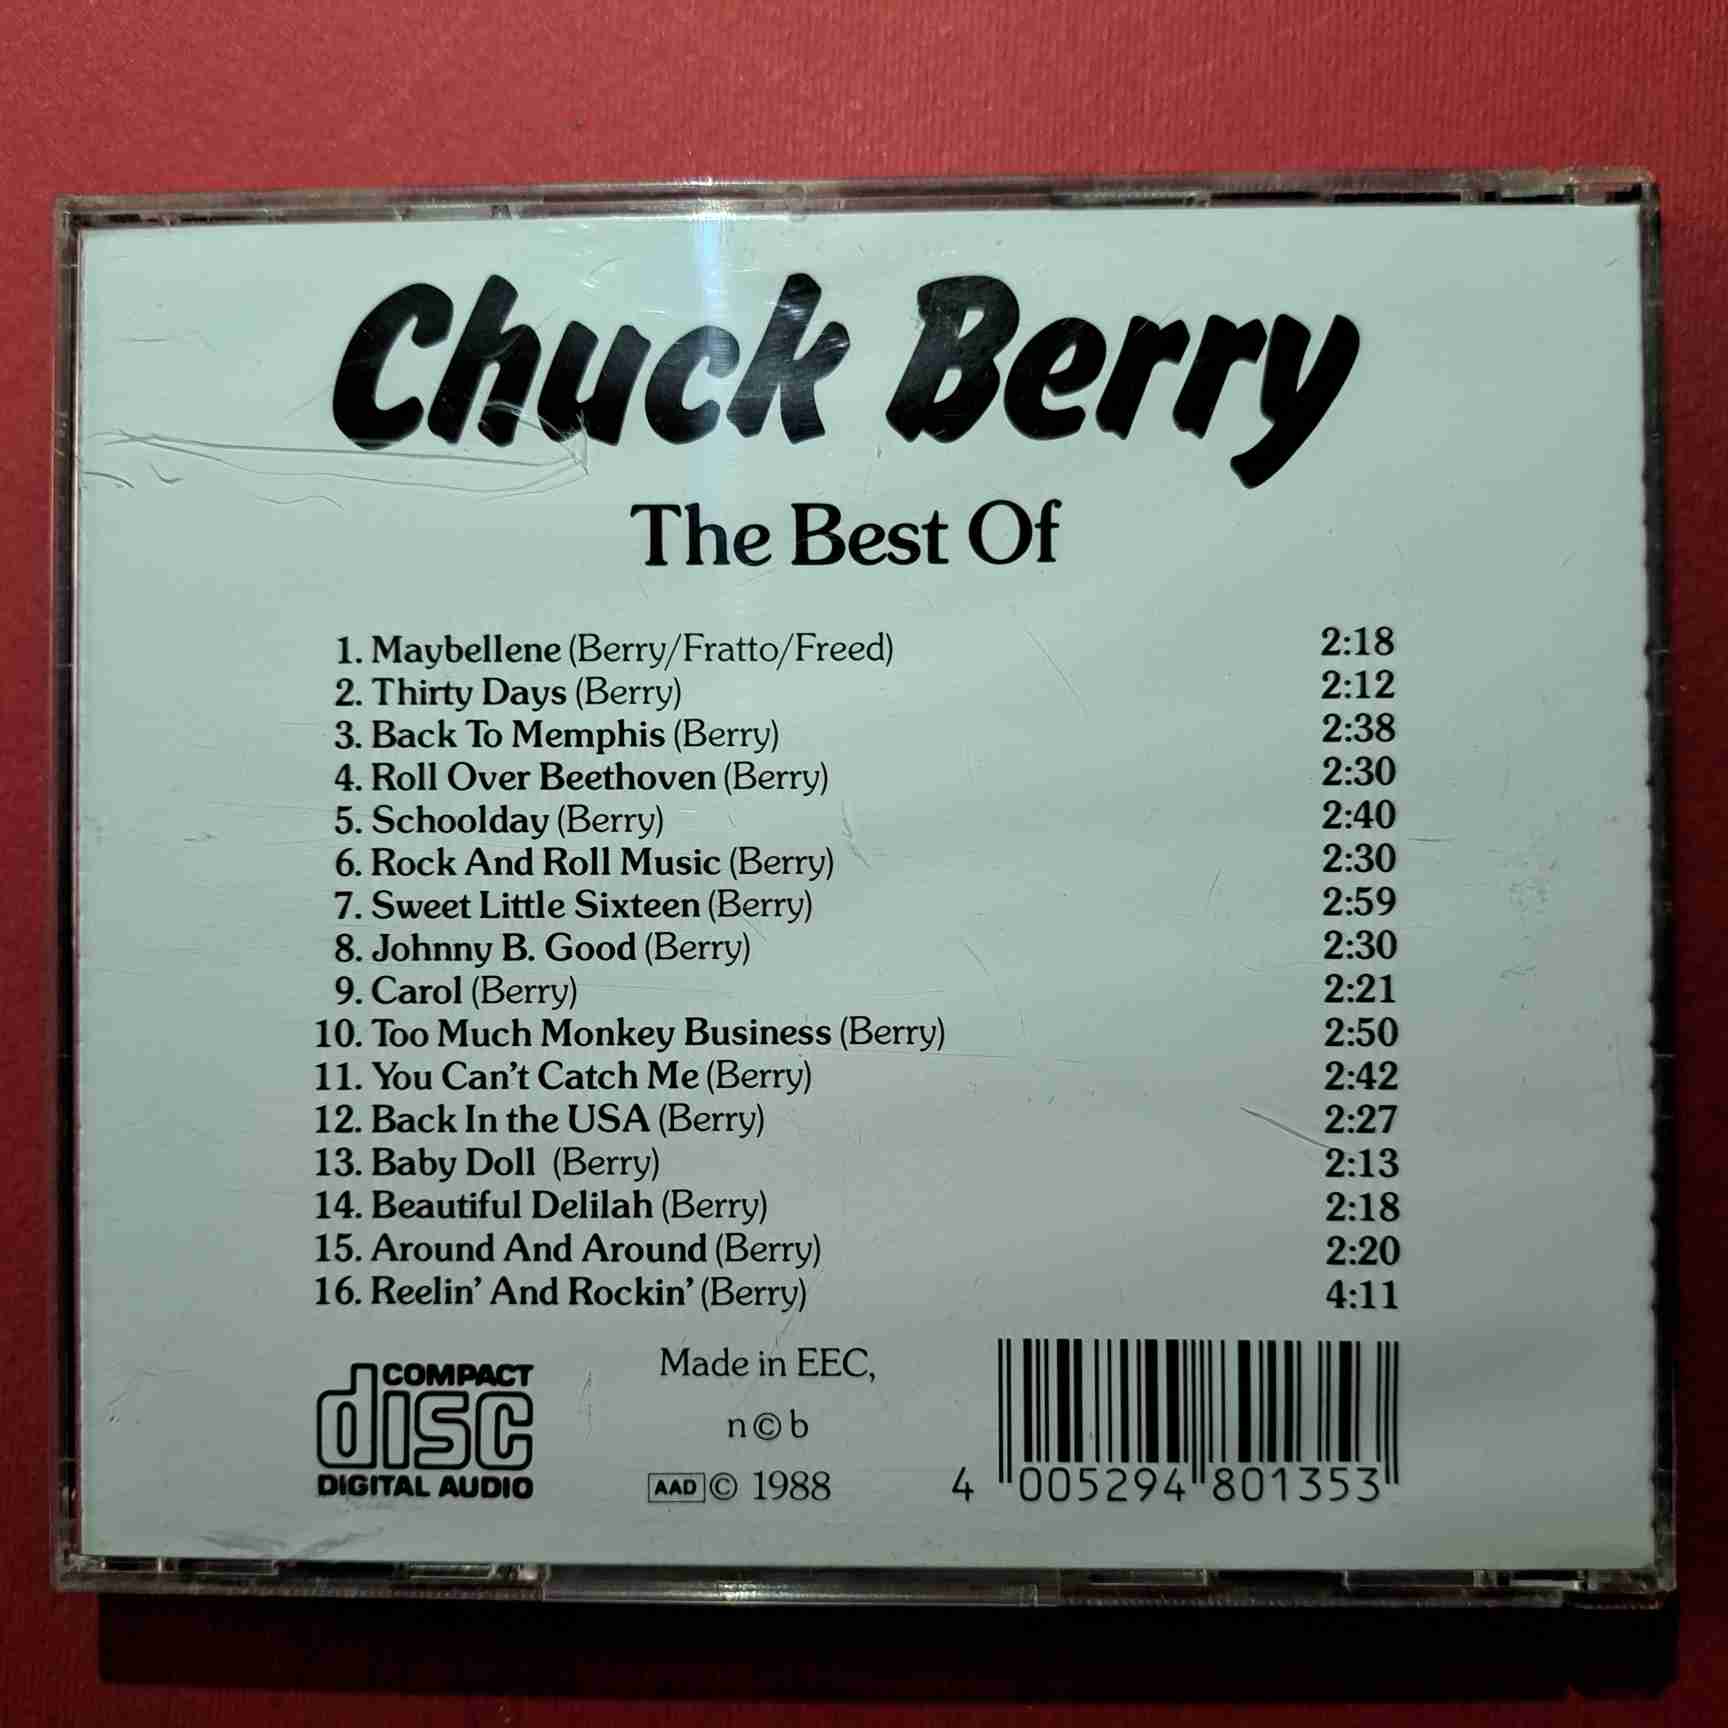 Chuck Berry
The Best Of
1. Maybellene (Berry/Fratto/Freed) 2:18
2. Thirty Days (Berry) 2:12
3. Back To Memphis (Berry) 2:38
4. Roll Over Beethoven (Berry) 2:30
5. Schoolday (Berry) 2:40
6. Rock And Roll Music (Berry) 2:30
7. Sweet Little Sixteen (Berry) 2:59
8. Johnny B. Good (Berry) 2:30
9. Carol (Berry) 2:21
10. Too Much Monkey Business (Berry) 2:50
11. You Can't Catch Me (Berry) 2:42
12. Back In the USA (Berry) 2:27
13. Baby Doll (Berry) 2:13
14. Beautiful Delilah (Berry) 2:18
15. Around And Around (Berry) 2:20
16. Reelin' And Rockin' (Berry) 4:11
COMPACT
disc
DIGITAL AUDIO
Made in EEC,
n©b
AAD © 1988
4 005294 801353